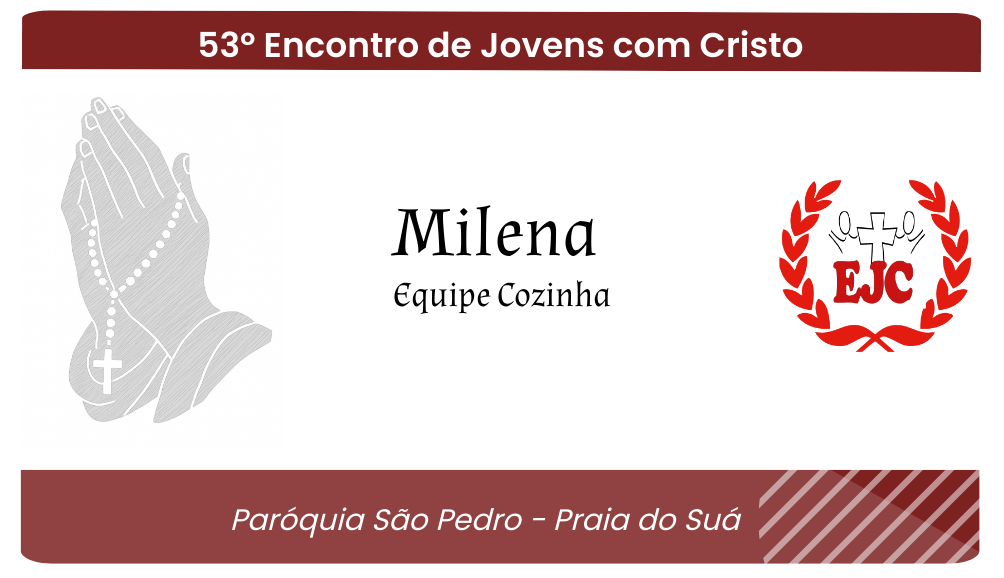 53º Encontro de Jovens com Cristo
Milena
Equipe Cozinha
EJC
Paróquia São Pedro - Praia do Suá